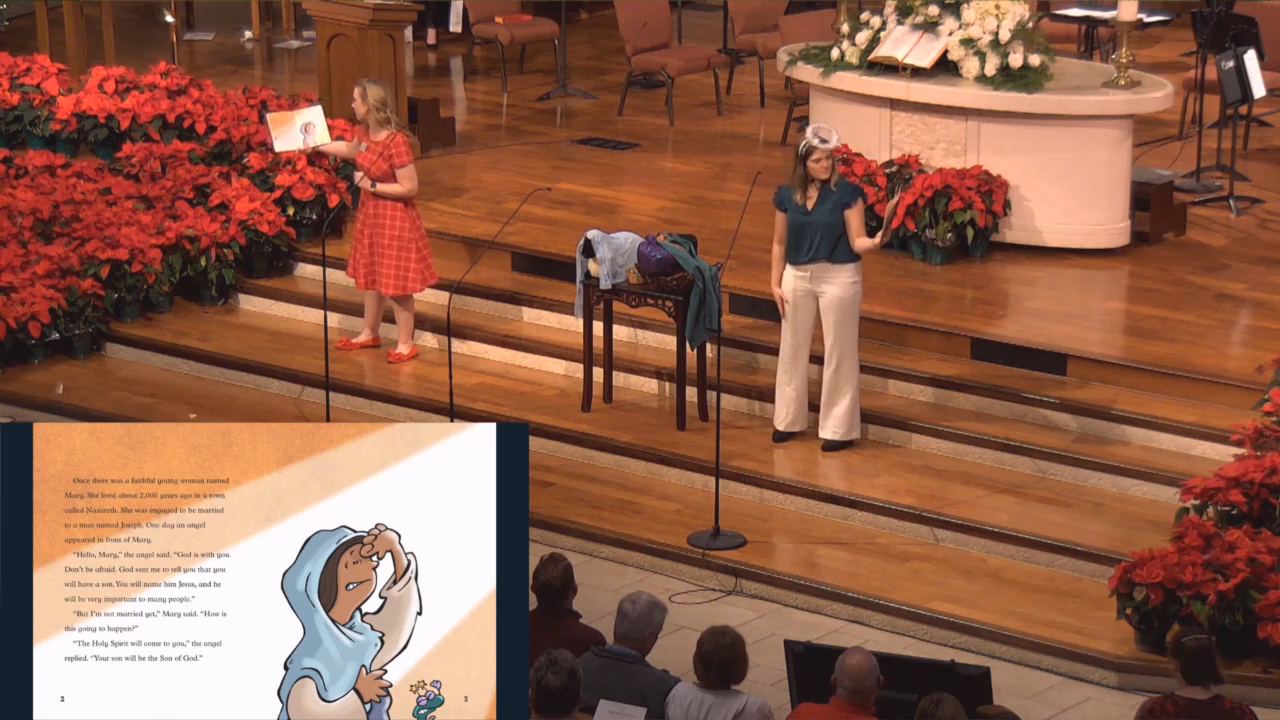 Once there was a faithful young woman named
Mary. She lived about 2,000 years ago in a town
called Nazareth. She was engaged to be married
to a man named Joseph. One day an angel
appeared in front of Mary.
"Hello, Mary," the angel said. "God is with you.
Don't be afraid. God sent me to tell you that you
will have a son. You will name him Jesus, and he
will be very important to many people."
"But I'm not married yet," Mary said. "How is
this going to happen?"
"The Holy Spirit will come to you," the angel
replied. "Your son will be the Son of God."
2
3